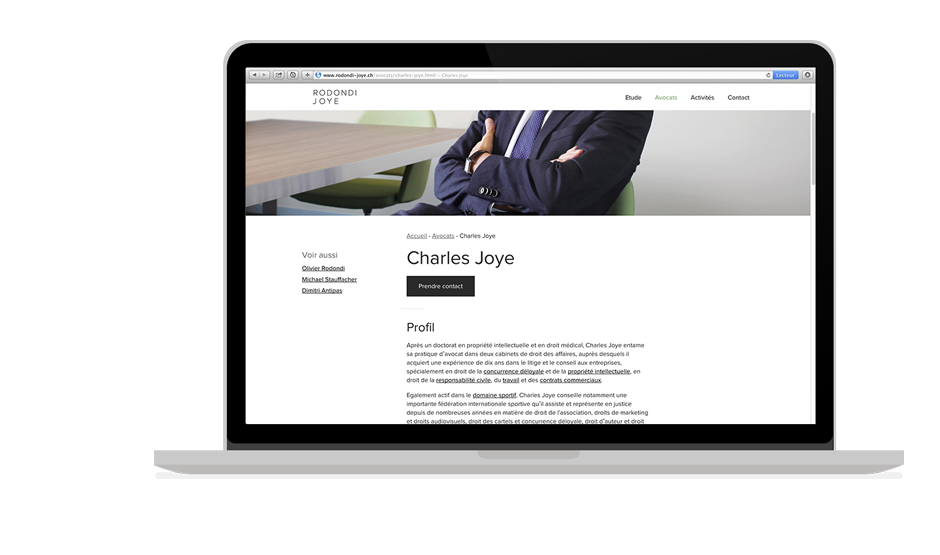 www.rodondi-joye.ch/avocats/charles-joye.html – Charles Joye
Lecteur
RODONDI
JOYE
Etude Avocats Activités Contact
Accueil - Avocats - Charles Joye
Voir aussi
Olivier Rodondi
Michael Stauffacher
Dimitri Antipas
Charles Joye
Prendre contact
Profil
Après un doctorat en propriété intellectuelle et en droit médical, Charles Joye entame
sa pratique d'avocat dans deux cabinets de droit des affaires, auprès desquels il
acquiert une expérience de dix ans dans le litige et le conseil aux entreprises,
spécialement en droit de la concurrence déloyale et de la propriété intellectuelle, en
droit de la responsabilité civile, du travail et des contrats commerciaux.
Egalement actif dans le domaine sportif, Charles Joye conseille notamment une
importante fédération internationale sportive qu'il assiste et représente en justice
depuis de nombreuses années en matière de droit de l'association, droits de marketing
et droits audiovisuels, droit des cartels et concurrence déloyale, droit d'auteur et droit